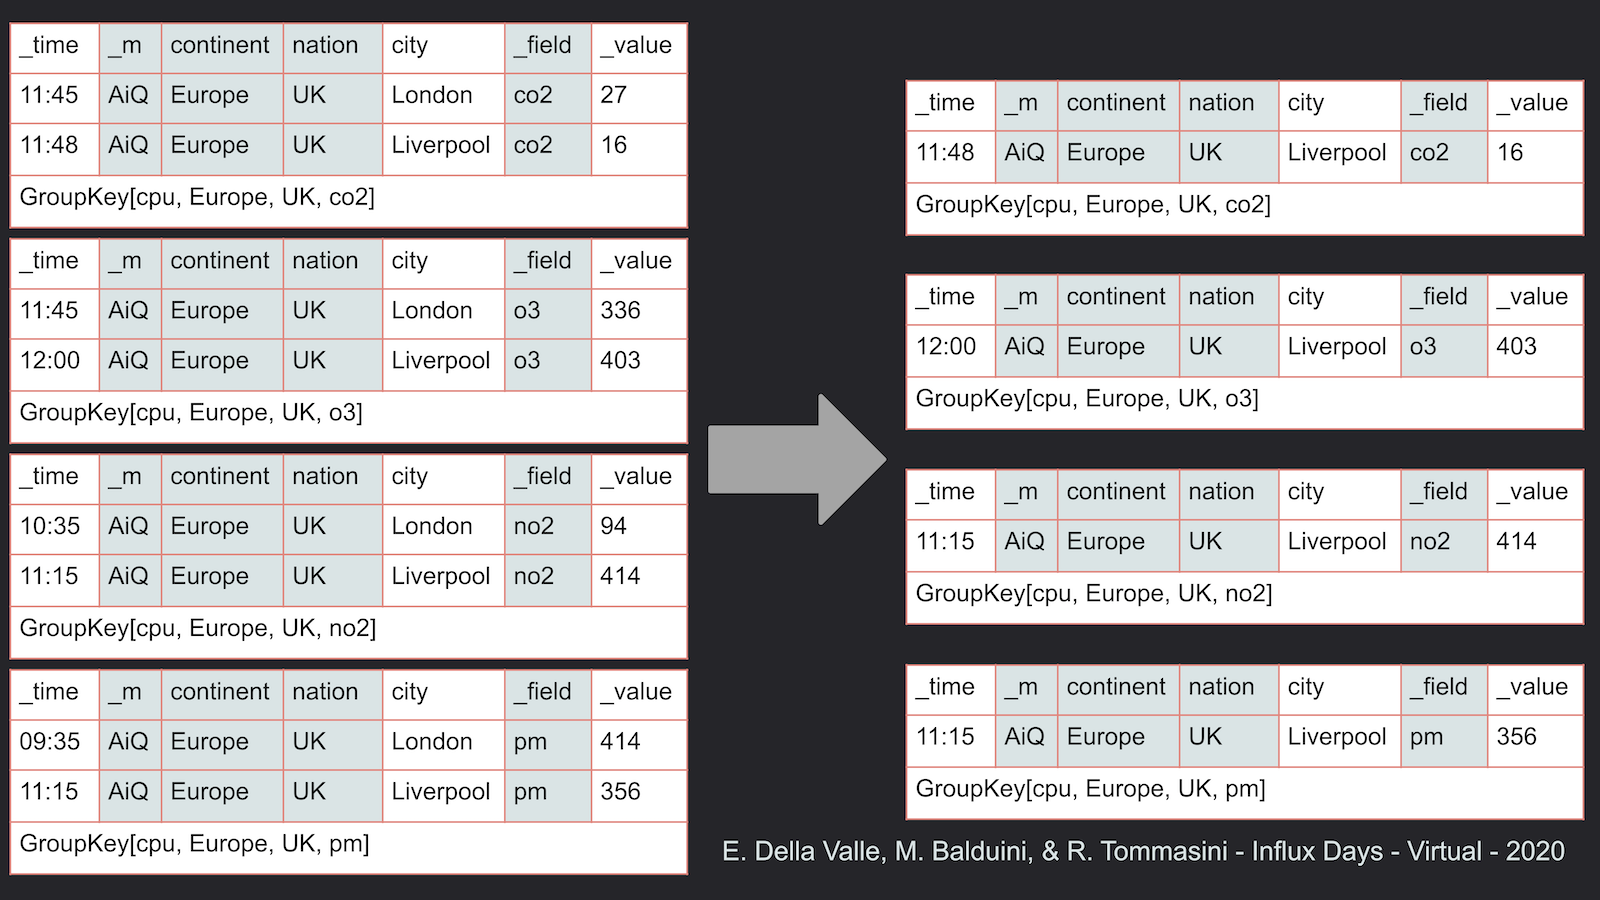 _time _m continent nation city _field _value
11:45 AiQ Europe UK London co2 27
11:48 AiQ Europe UK Liverpool co2 16
GroupKey[cpu, Europe, UK, co2]
_time _m continent nation city _field _value
11:45 AiQ Europe UK London o3 336
12:00 AiQ Europe UK Liverpool o3 403
GroupKey[cpu, Europe, UK, o3]
_time _m continent nation city _field _value
10:35 AiQ Europe UK London no2 94
11:15 AiQ Europe UK Liverpool no2 414
GroupKey[cpu, Europe, UK, no2]
_time _m continent nation city _field _value
09:35 AiQ Europe UK London pm 414
11:15 AiQ Europe UK Liverpool pm 356
GroupKey[cpu, Europe, UK, pm]
_time _m continent nation city _field _value
11:48 AiQ Europe UK Liverpool co2 16
GroupKey[cpu, Europe, UK, co2]
_time _m continent nation city _field _value
12:00 AiQ Europe UK Liverpool o3 403
GroupKey[cpu, Europe, UK, o3]
_time _m continent nation city _field _value
11:15 AiQ Europe UK Liverpool no2 414
GroupKey[cpu, Europe, UK, no2]
_time _m continent nation city _field _value
11:15 AiQ Europe UK Liverpool pm 356
GroupKey[cpu, Europe, UK, pm]
E. Della Valle, M. Balduini, & R. Tommasini - Influx Days - Virtual - 2020